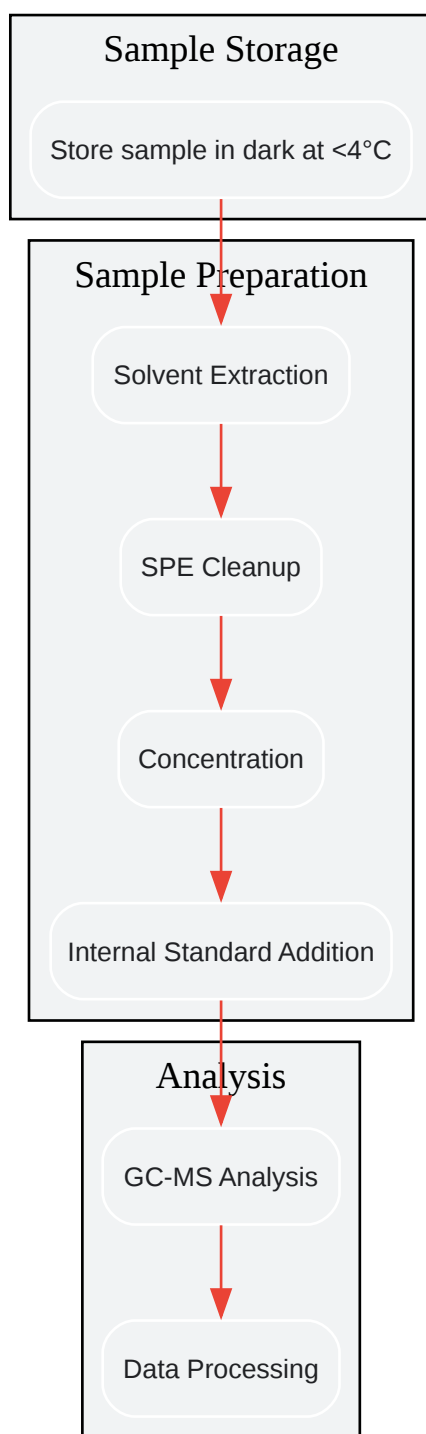 Sample Storage
Store sample in dark at <4°C
Sample Preparation
Solvent Extraction
SPE Cleanup
Concentration
Internal Standard Addition
Analysis
GC-MS Analysis
Data Processing